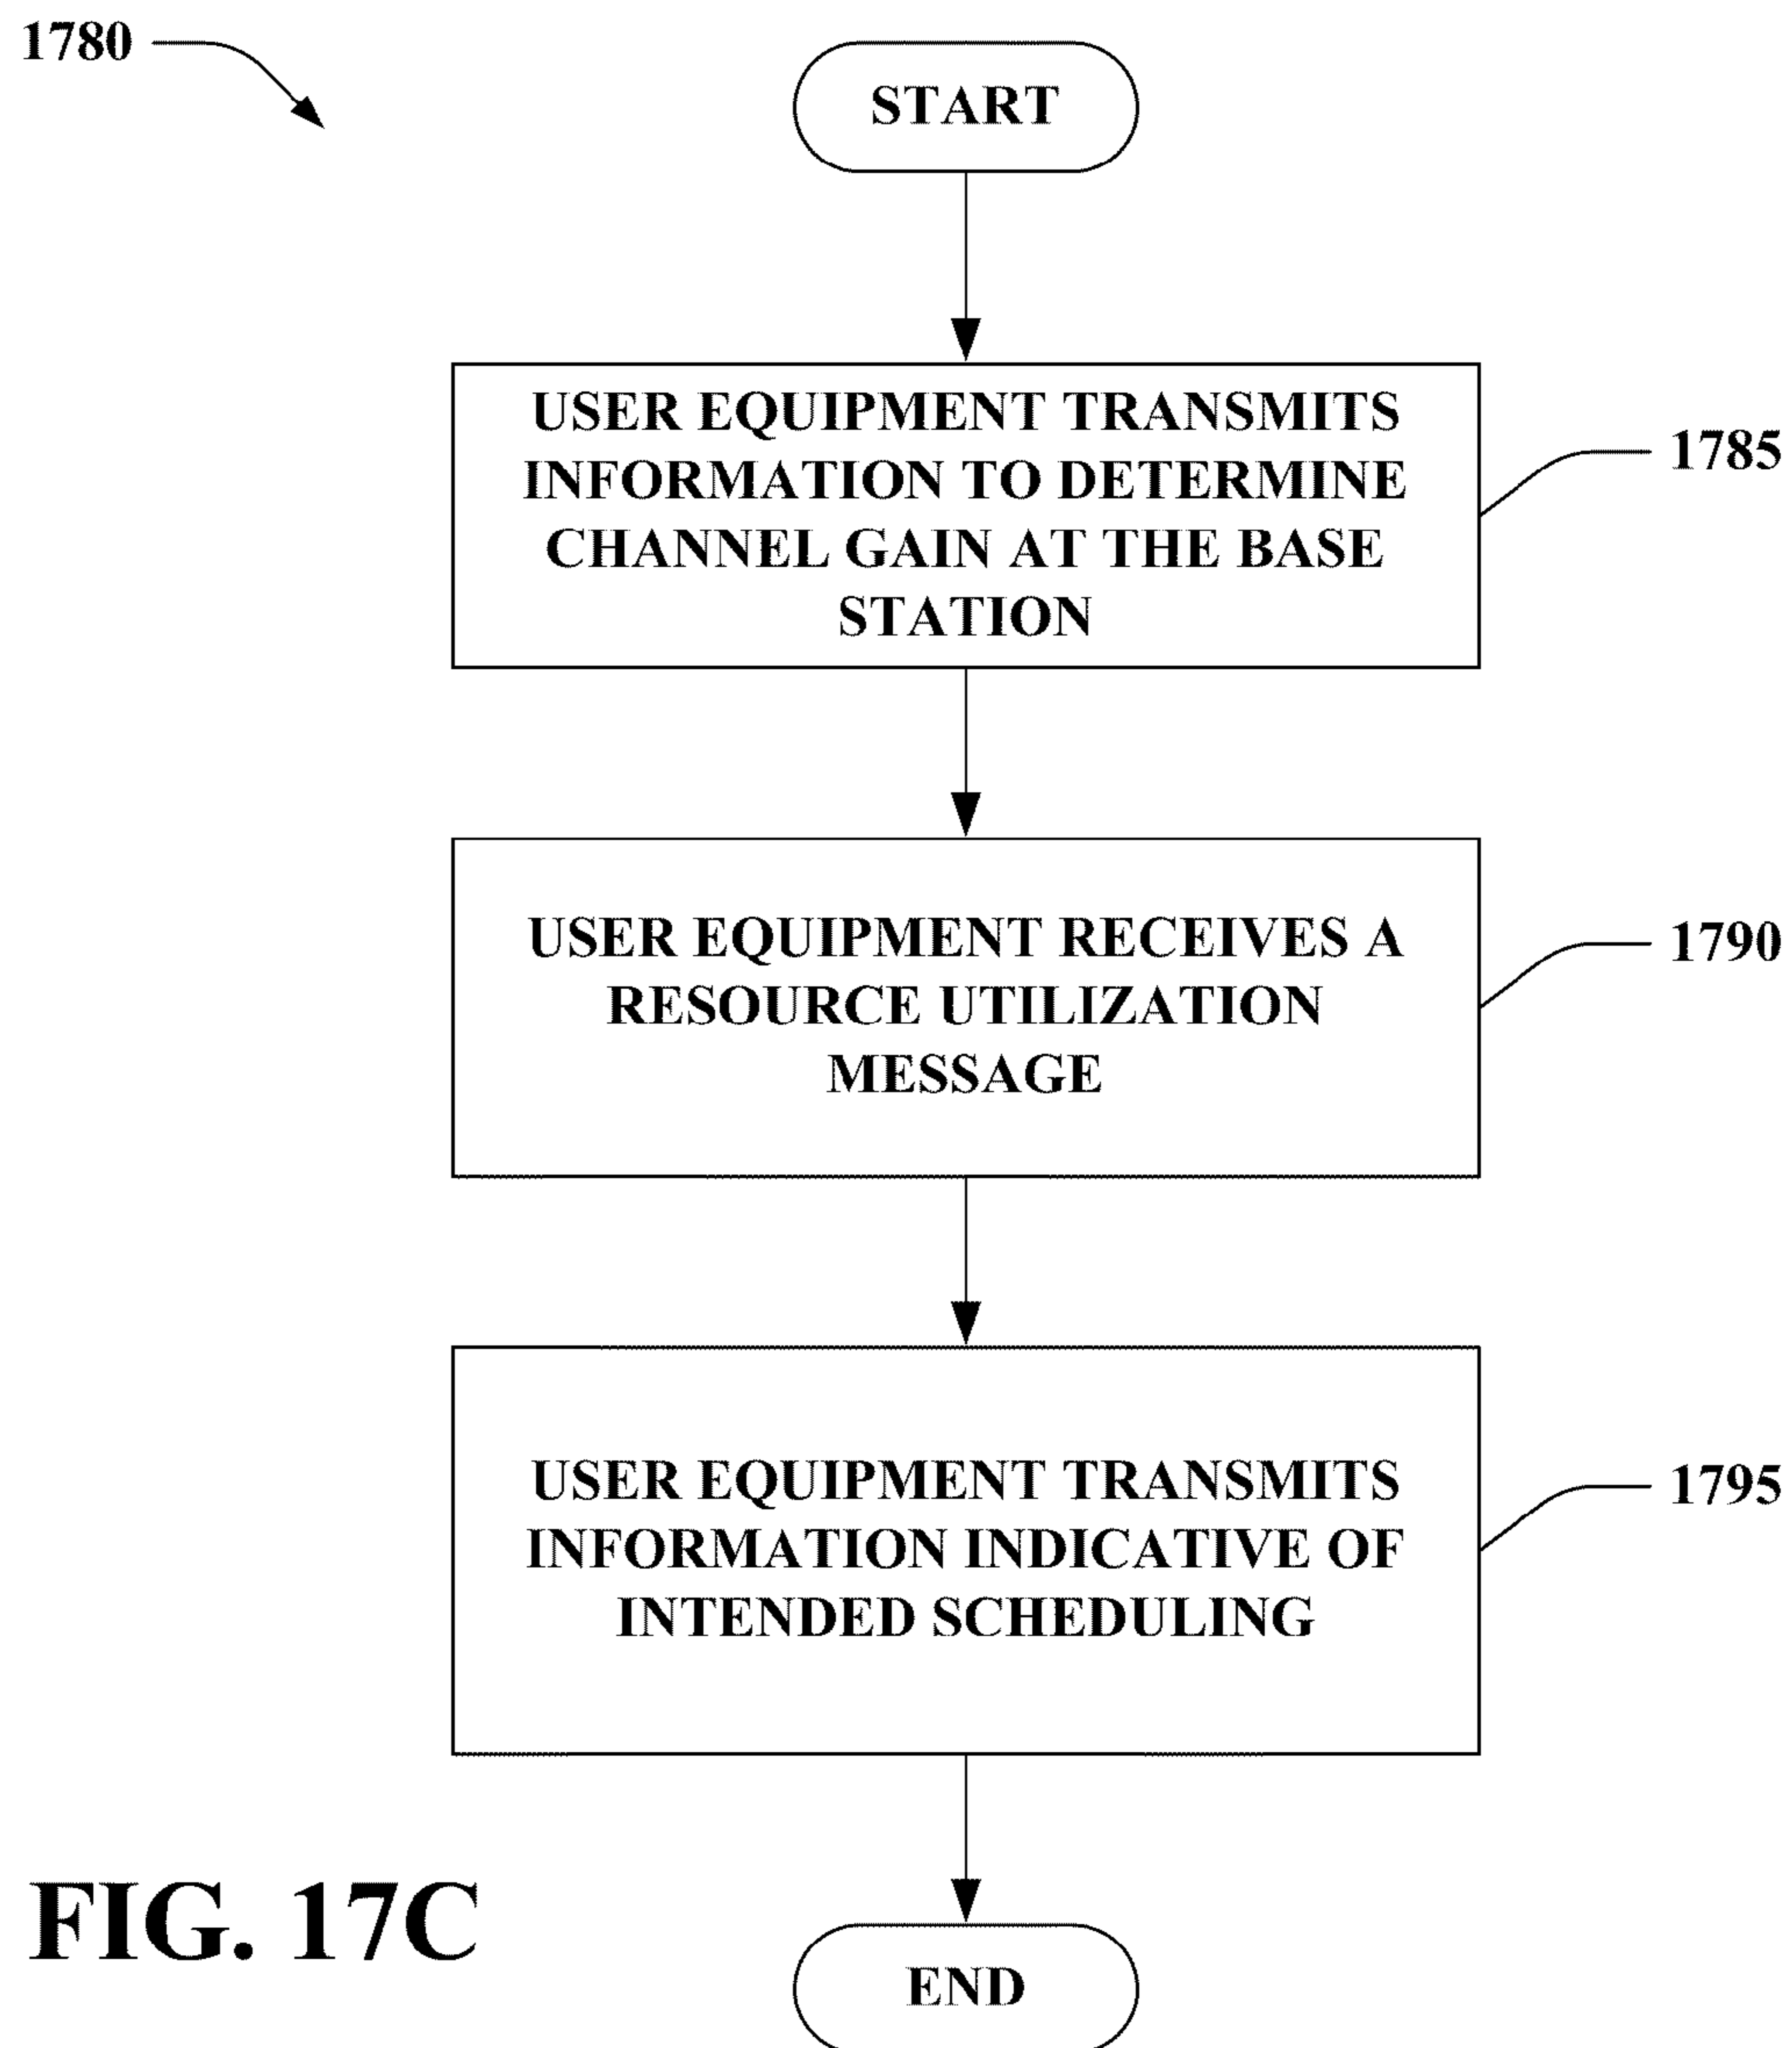 1780
START
USER EQUIPMENT TRANSMITS
INFORMATION TO DETERMINE
CHANNEL GAIN AT THE BASE
STATION
1785
USER EQUIPMENT RECEIVES A
RESOURCE UTILIZATION
MESSAGE
1790
USER EQUIPMENT TRANSMITS
INFORMATION INDICATIVE OF
INTENDED SCHEDULING
1795
FIG. 17C
END